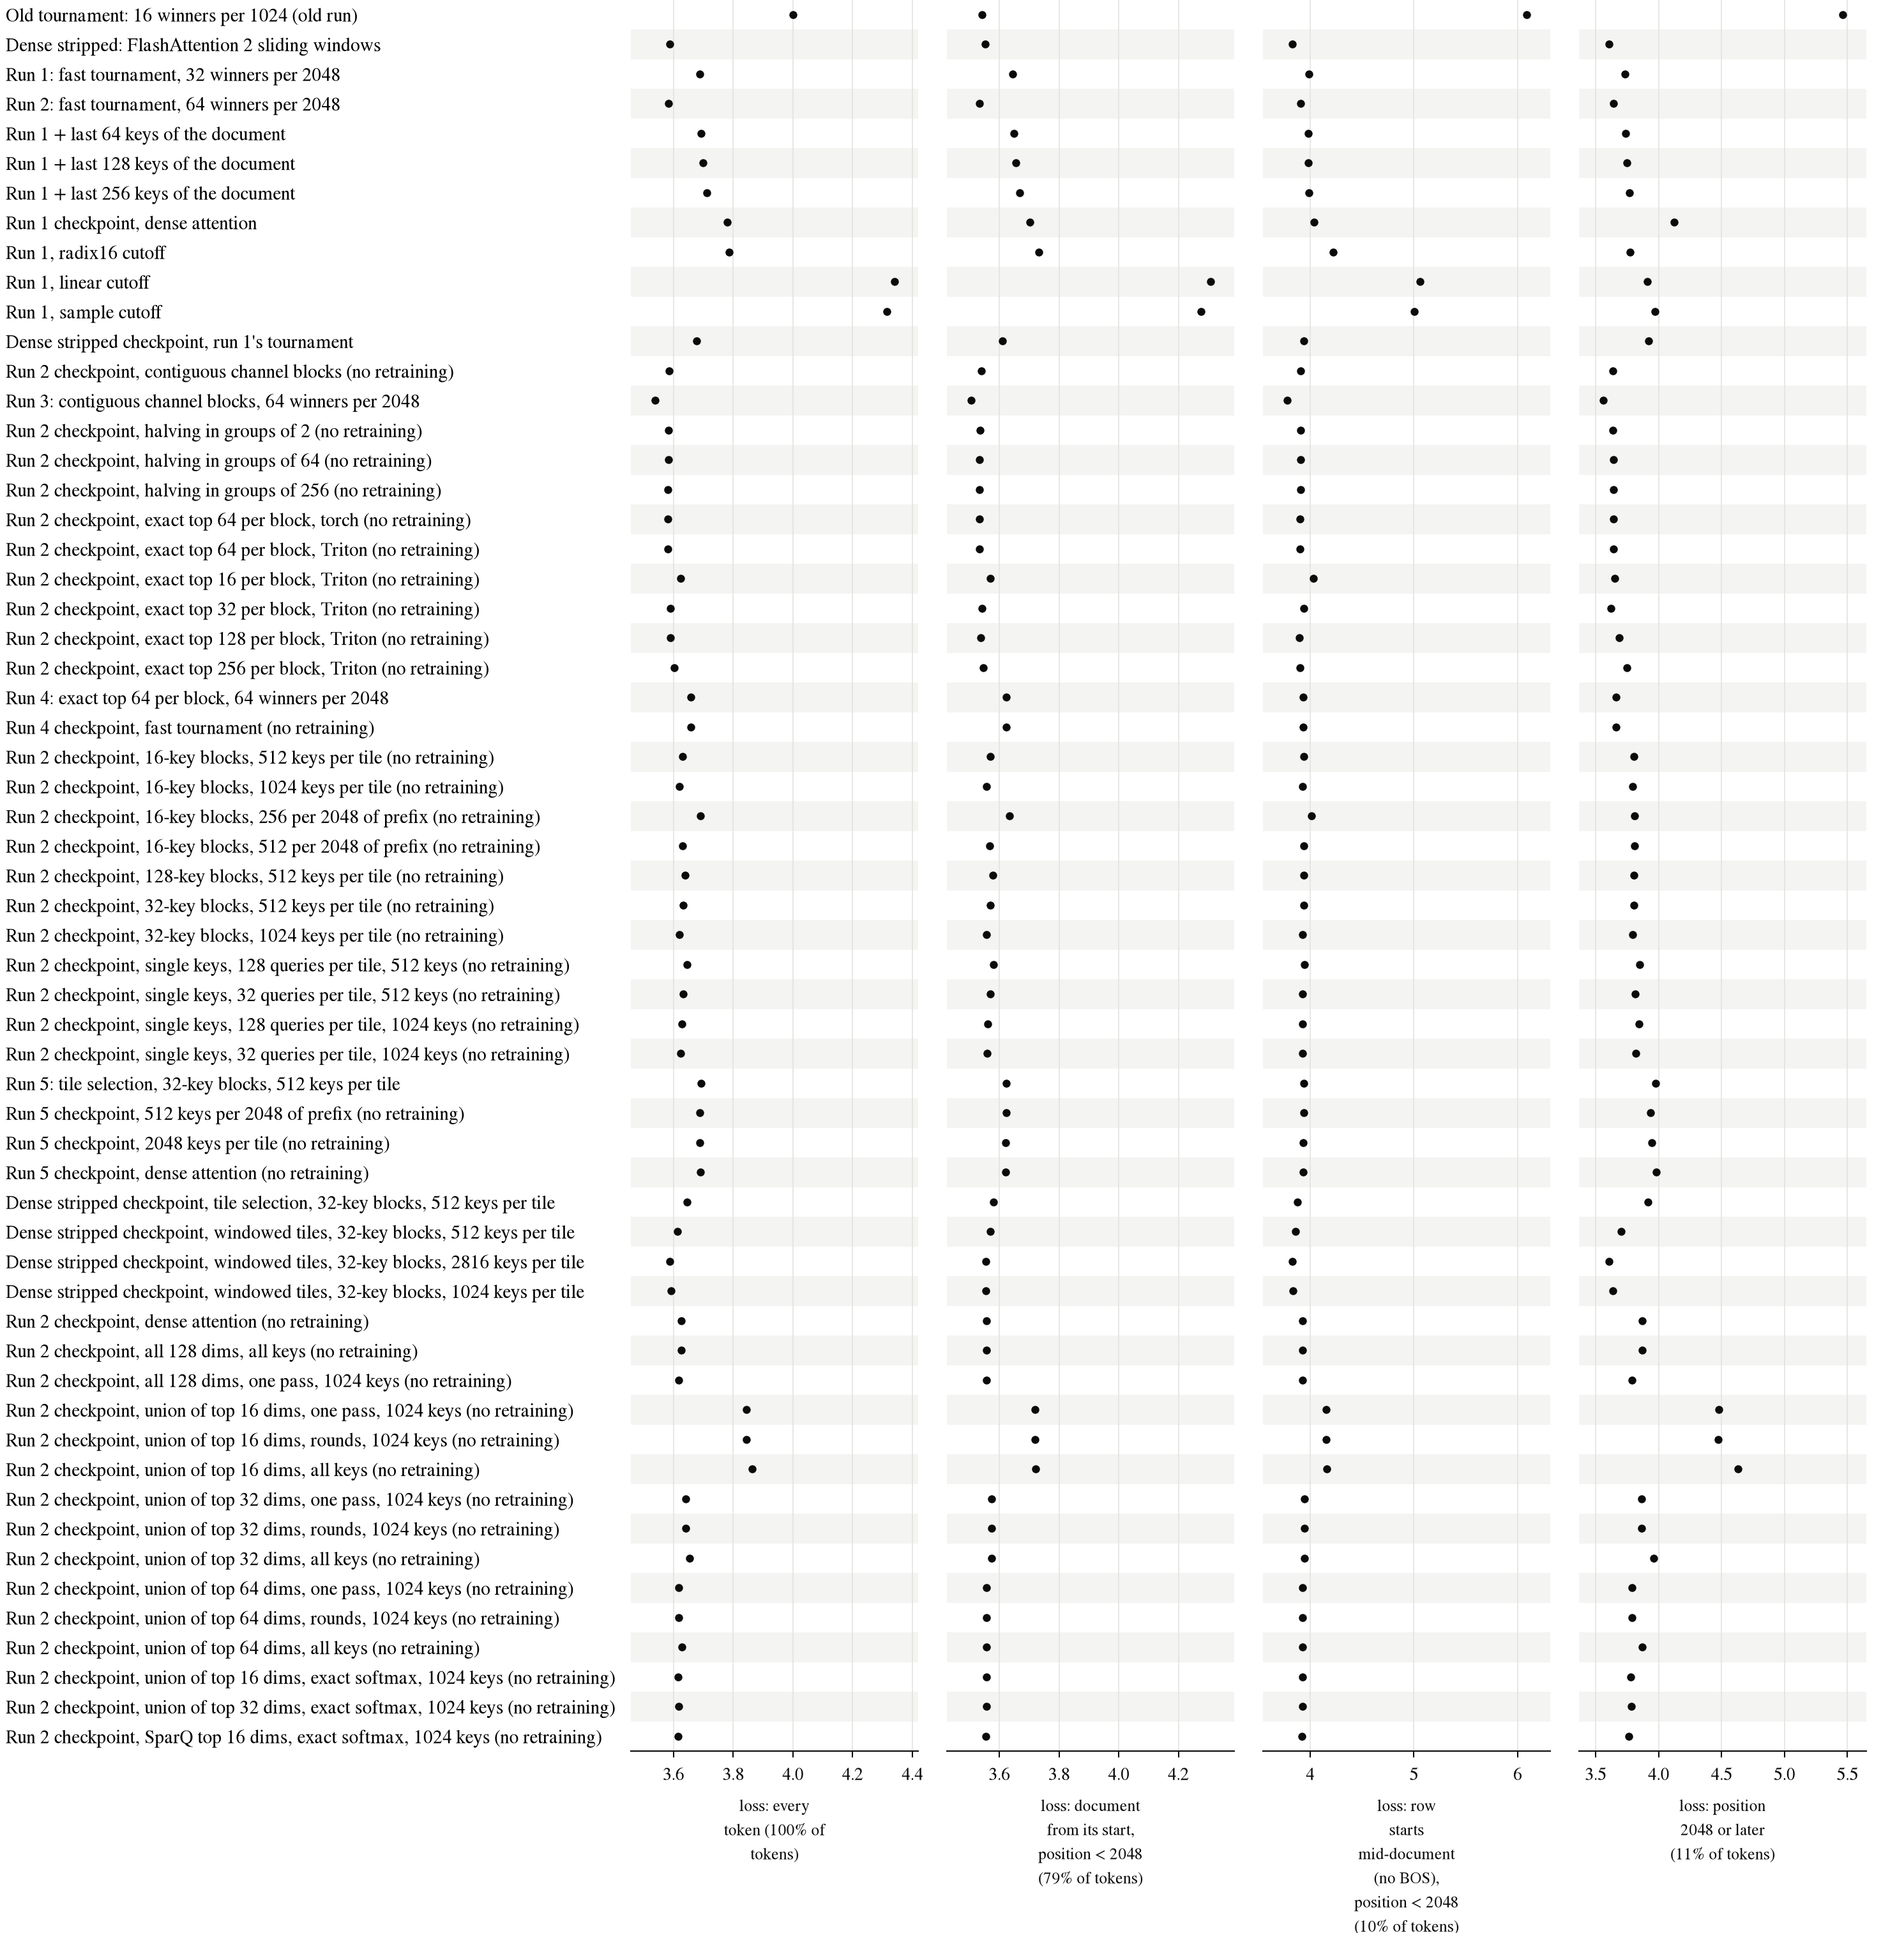 Old tournament: 16 winners per 1024 (old run)
Dense stripped: FlashAttention 2 sliding windows
Run 1: fast tournament, 32 winners per 2048
Run 2: fast tournament, 64 winners per 2048
Run 1 + last 64 keys of the document
Run 1 + last 128 keys of the document
Run 1 + last 256 keys of the document
Run 1 checkpoint, dense attention
Run 1, radix16 cutoff
Run 1, linear cutoff
Run 1, sample cutoff
Dense stripped checkpoint, run 1's tournament
Run 2 checkpoint, contiguous channel blocks (no retraining)
Run 3: contiguous channel blocks, 64 winners per 2048
Run 2 checkpoint, halving in groups of 2 (no retraining)
Run 2 checkpoint, halving in groups of 64 (no retraining)
Run 2 checkpoint, halving in groups of 256 (no retraining)
Run 2 checkpoint, exact top 64 per block, torch (no retraining)
Run 2 checkpoint, exact top 64 per block, Triton (no retraining)
Run 2 checkpoint, exact top 16 per block, Triton (no retraining)
Run 2 checkpoint, exact top 32 per block, Triton (no retraining)
Run 2 checkpoint, exact top 128 per block, Triton (no retraining)
Run 2 checkpoint, exact top 256 per block, Triton (no retraining)
Run 4: exact top 64 per block, 64 winners per 2048
Run 4 checkpoint, fast tournament (no retraining)
Run 2 checkpoint, 16-key blocks, 512 keys per tile (no retraining)
Run 2 checkpoint, 16-key blocks, 1024 keys per tile (no retraining)
Run 2 checkpoint, 16-key blocks, 256 per 2048 of prefix (no retraining)
Run 2 checkpoint, 16-key blocks, 512 per 2048 of prefix (no retraining)
Run 2 checkpoint, 128-key blocks, 512 keys per tile (no retraining)
Run 2 checkpoint, 32-key blocks, 512 keys per tile (no retraining)
Run 2 checkpoint, 32-key blocks, 1024 keys per tile (no retraining)
Run 2 checkpoint, single keys, 128 queries per tile, 512 keys (no retraining)
Run 2 checkpoint, single keys, 32 queries per tile, 512 keys (no retraining)
Run 2 checkpoint, single keys, 128 queries per tile, 1024 keys (no retraining)
Run 2 checkpoint, single keys, 32 queries per tile, 1024 keys (no retraining)
Run 5: tile selection, 32-key blocks, 512 keys per tile
Run 5 checkpoint, 512 keys per 2048 of prefix (no retraining)
Run 5 checkpoint, 2048 keys per tile (no retraining)
Run 5 checkpoint, dense attention (no retraining)
Dense stripped checkpoint, tile selection, 32-key blocks, 512 keys per tile
Dense stripped checkpoint, windowed tiles, 32-key blocks, 512 keys per tile
Dense stripped checkpoint, windowed tiles, 32-key blocks, 2816 keys per tile
Dense stripped checkpoint, windowed tiles, 32-key blocks, 1024 keys per tile
Run 2 checkpoint, dense attention (no retraining)
Run 2 checkpoint, all 128 dims, all keys (no retraining)
Run 2 checkpoint, all 128 dims, one pass, 1024 keys (no retraining)
Run 2 checkpoint, union of top 16 dims, one pass, 1024 keys (no retraining)
Run 2 checkpoint, union of top 16 dims, rounds, 1024 keys (no retraining)
Run 2 checkpoint, union of top 16 dims, all keys (no retraining)
Run 2 checkpoint, union of top 32 dims, one pass, 1024 keys (no retraining)
Run 2 checkpoint, union of top 32 dims, rounds, 1024 keys (no retraining)
Run 2 checkpoint, union of top 32 dims, all keys (no retraining)
Run 2 checkpoint, union of top 64 dims, one pass, 1024 keys (no retraining)
Run 2 checkpoint, union of top 64 dims, rounds, 1024 keys (no retraining)
Run 2 checkpoint, union of top 64 dims, all keys (no retraining)
Run 2 checkpoint, union of top 16 dims, exact softmax, 1024 keys (no retraining)
Run 2 checkpoint, union of top 32 dims, exact softmax, 1024 keys (no retraining)
Run 2 checkpoint, SparQ top 16 dims, exact softmax, 1024 keys (no retraining)
3.6 3.8 4.0 4.2 4.4
loss: every
token (100% of
tokens)
3.6 3.8 4.0 4.2
loss: document
from its start,
position < 2048
(79% of tokens)
4 5 6
loss: row
starts
mid-document
(no BOS),
position < 2048
(10% of tokens)
3.5 4.0 4.5 5.0 5.5
loss: position
2048 or later
(11% of tokens)